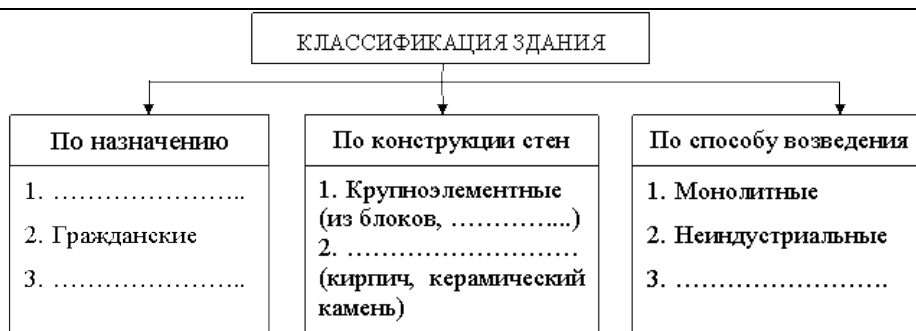 КЛАССИФИКАЦИЯ ЗДАНИЯ
По назначению
1. …………………..
2. Гражданские
3. …………………..
По конструкции стен
1. Крупноэлементные
(из блоков, …………...)
2. ………………………
(кирпич, керамический
камень)
По способу возведения
1. Монолитные
2. Неиндустриальные
3. …………………….